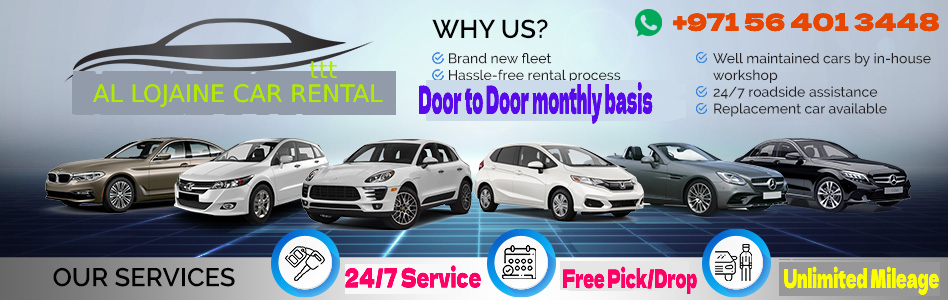 WHY US?
+971 56 401 3448
Brand new fleet
Hassle-free rental process
Well maintained cars by in-house
workshop
24/7 roadside assistance
Replacement car available
ttt
AL LOJAINE CAR RENTAL
Door to Door monthly basis
OUR SERVICES
24/7 Service
Free Pick/Drop
Unlimited Mileage